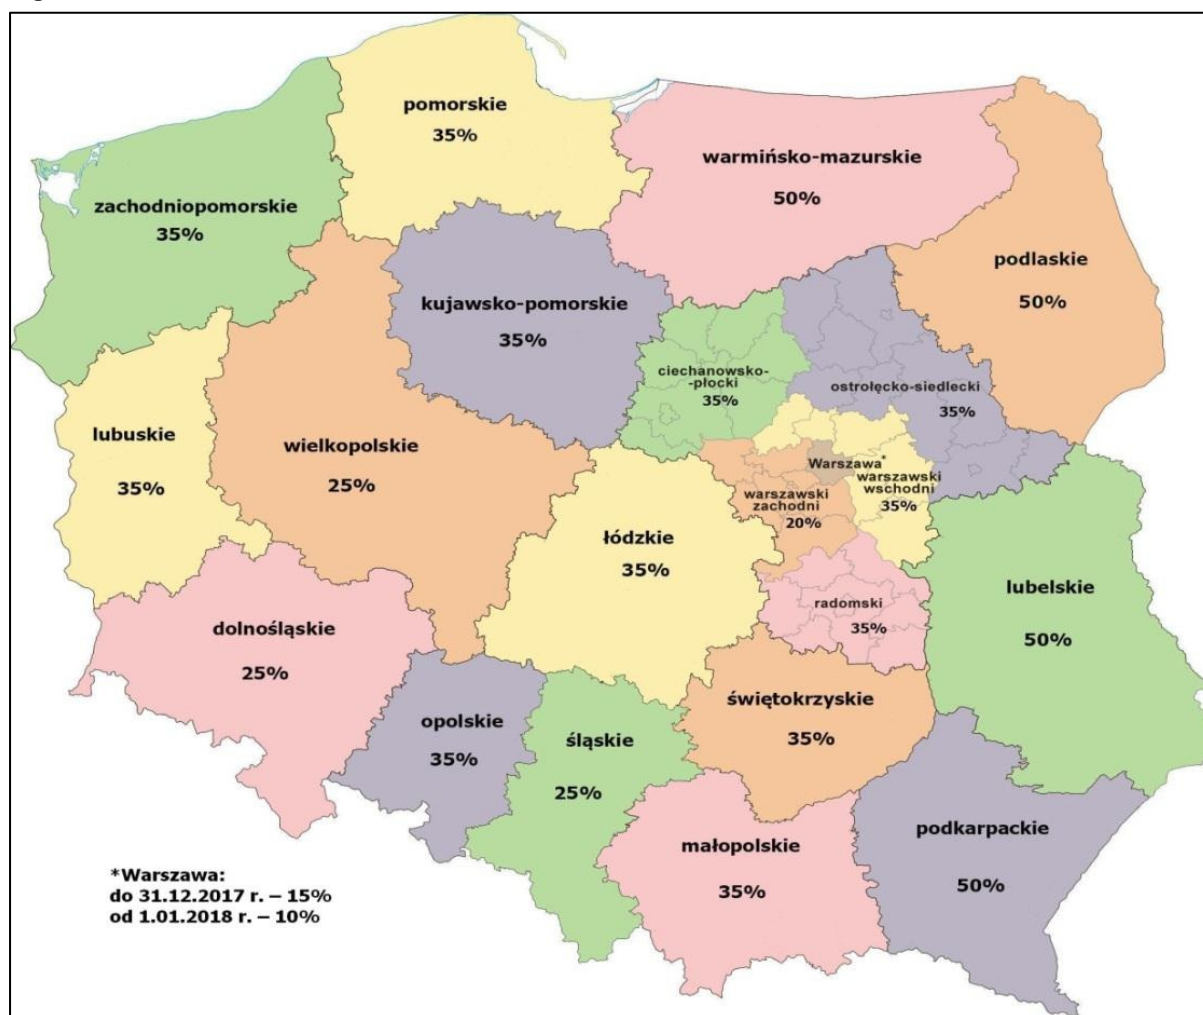 pomorskie
35%
warmińsko-mazurskie
50%
zachodniopomorskie
35%
podlaskie
50%
kujawsko-pomorskie
35%
ciechanowsko-
-płocki
35%
ostrołęcko-siedlecki
35%
lubuskie
35%
wielkopolskie
25%
Warszawa*
warszawski
wschodni
35%
warszawski
zachodni
20%
łódzkie
35%
radomski
35%
lubelskie
50%
dolnośląskie
25%
opolskie
35%
śląskie
25%
świętokrzyskie
35%
małopolskie
35%
podkarpackie
50%
*Warszawa:
do 31.12.2017 r. – 15%
od 1.01.2018 r. – 10%